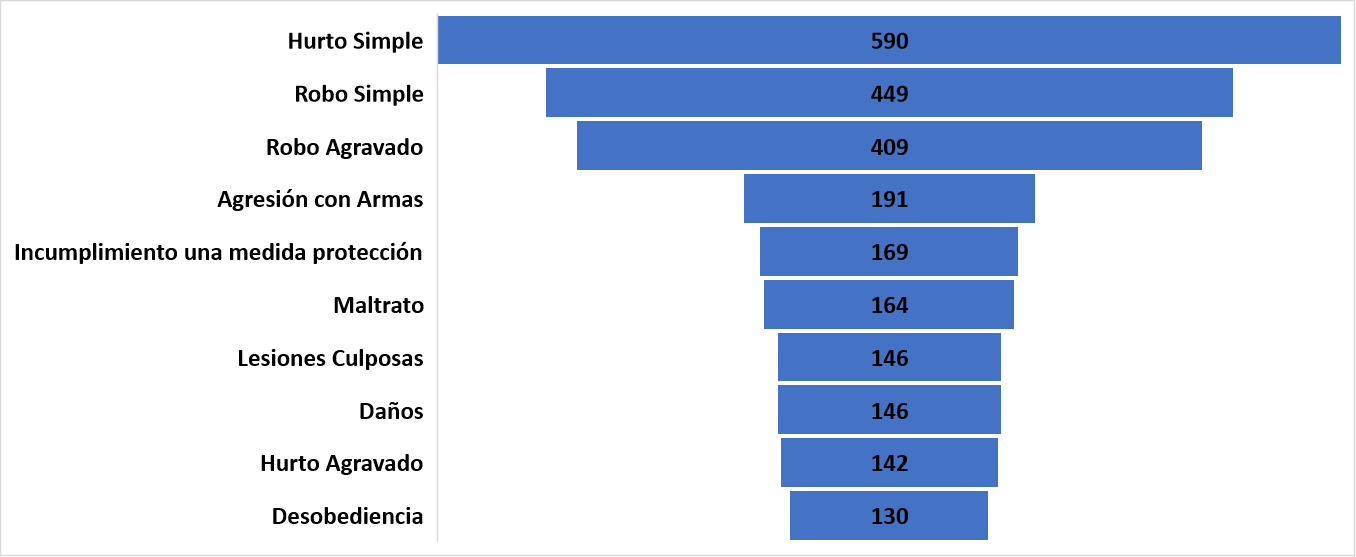 Hurto Simple 590
Robo Simple 449
Robo Agravado 409
Agresión con Armas 191
Incumplimiento una medida protección 169
Maltrato 164
Lesiones Culposas 146
Daños 146
Hurto Agravado 142
Desobediencia 130